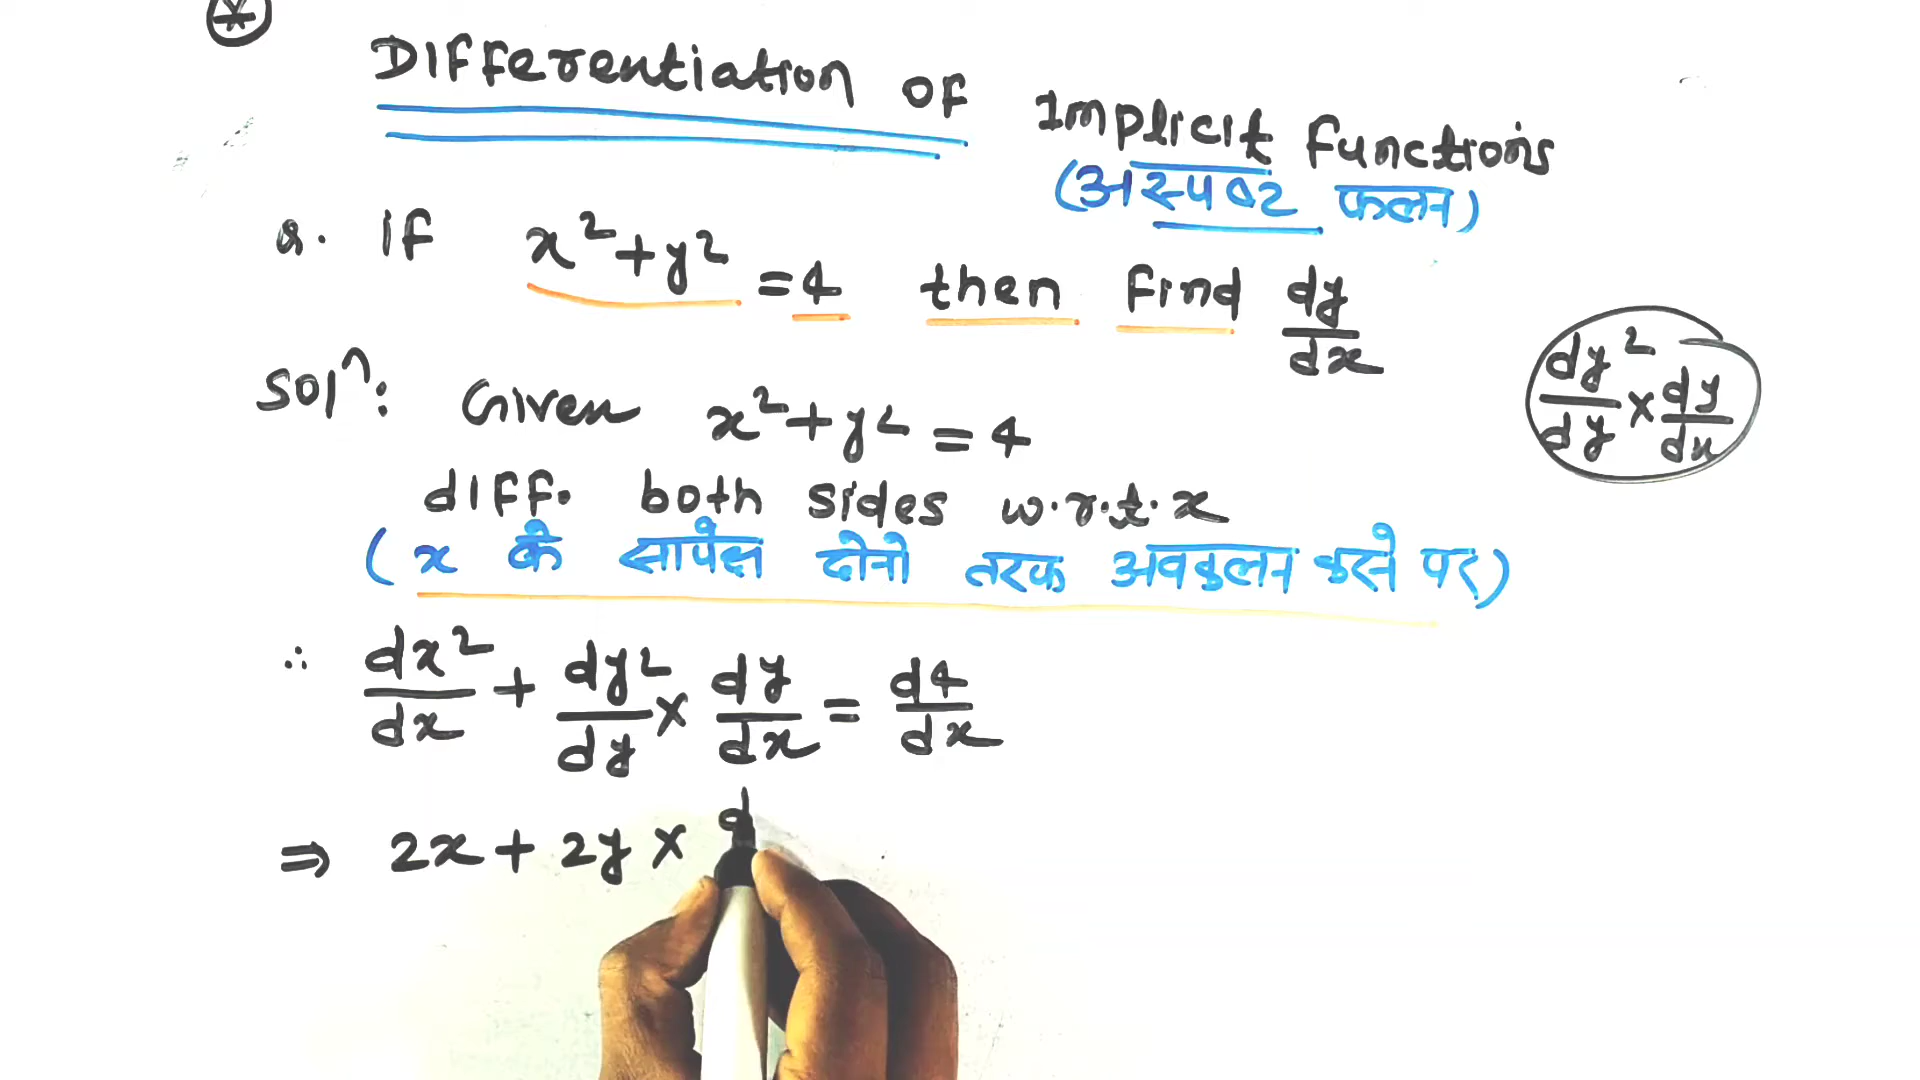 Differentiation of Implicit Functions
(अस्पष्ट फलन)
Q. If x²+y² = 4 then find dy/dx
Solⁿ: Given x²+y² = 4
dy²/dy × dy/dx
diff. both sides w.r.t. x
(x के सापेक्ष दोनो तरफ अवकलन करने पर)
∴ dx²/dx + dy²/dy × dy/dx = d4/dx
⇒ 2x + 2y × d